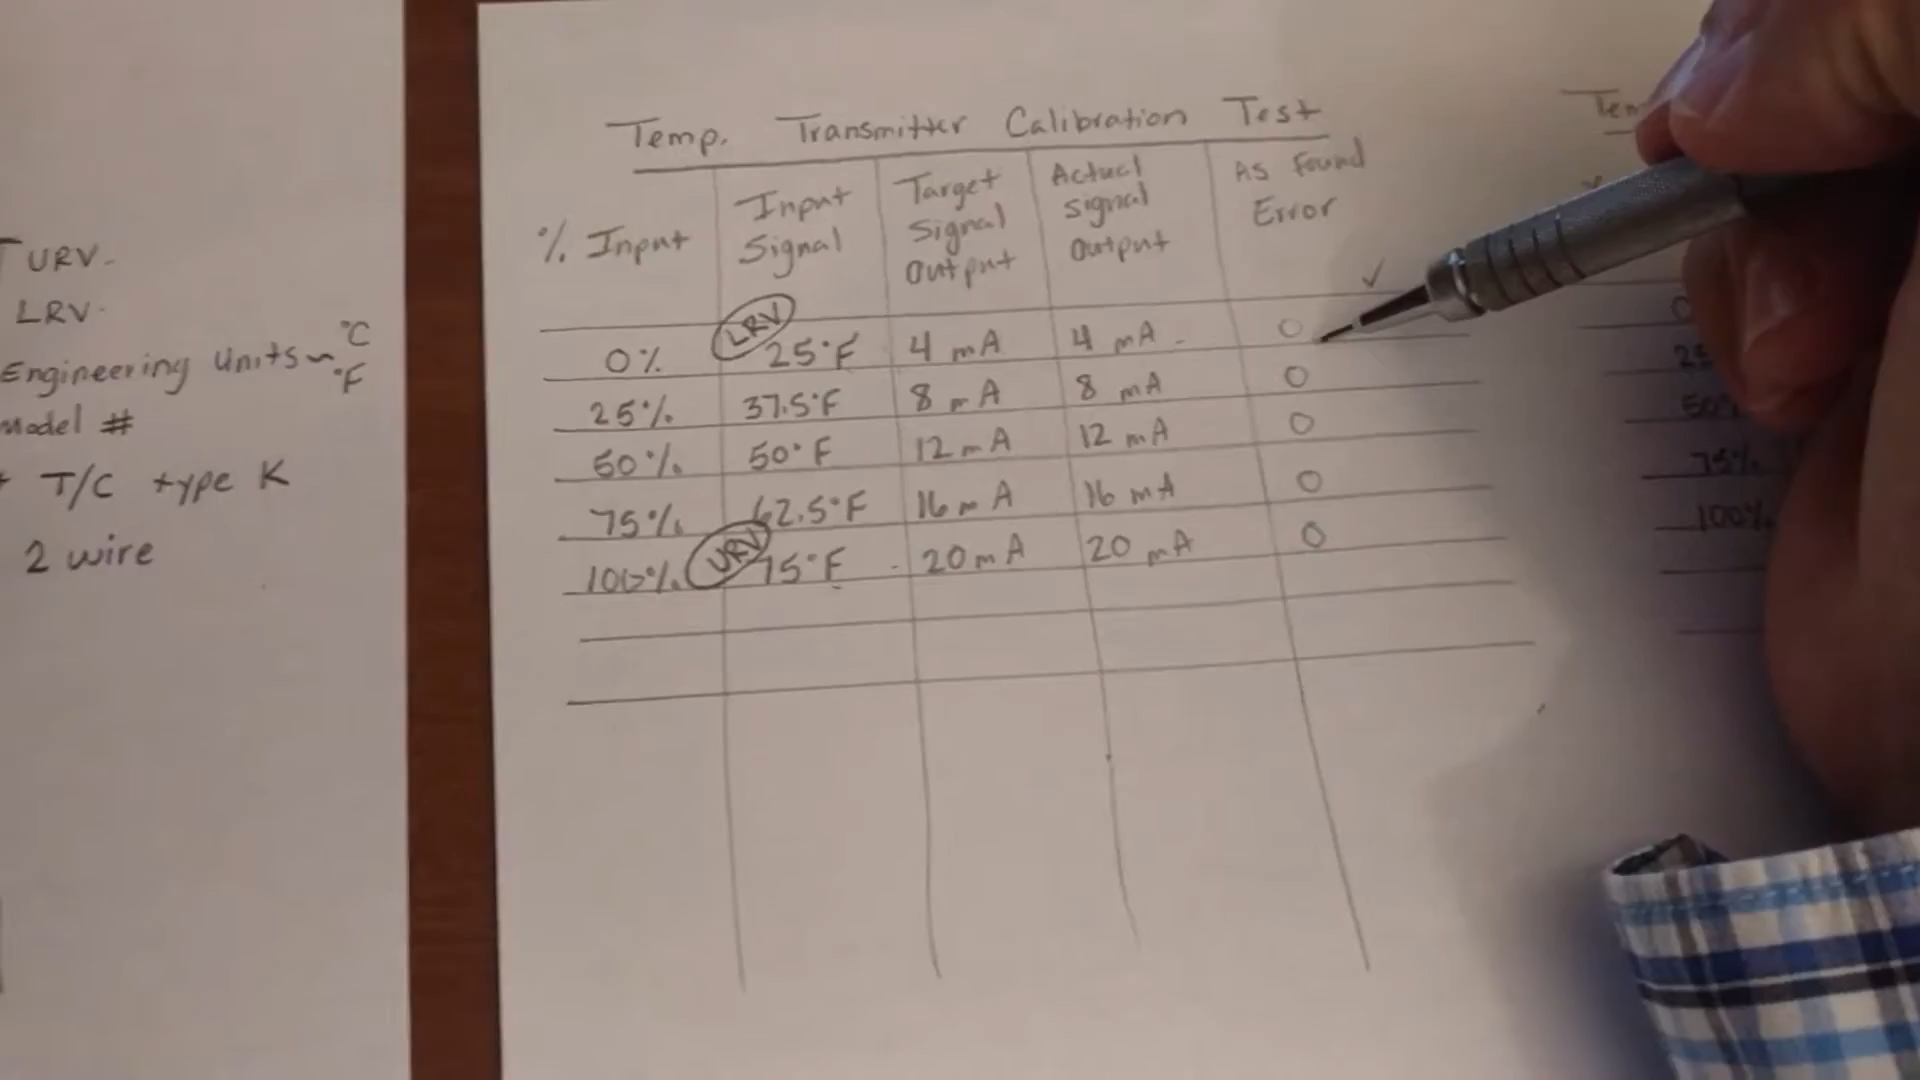 URV.
LRV.
Engineering Units ~ °C
°F
Model #
T/C type K
2 wire
Temp. Transmitter Calibration Test
% Input
Input Signal
Target Signal Output
Actual Signal Output
As Found Error
✓
0% LRV 25°F 4 mA 4 mA 0
25% 37.5°F 8 mA 8 mA 0
50% 50°F 12 mA 12 mA 0
75% 62.5°F 16 mA 16 mA 0
100% URV 75°F 20 mA 20 mA 0
75%
100%